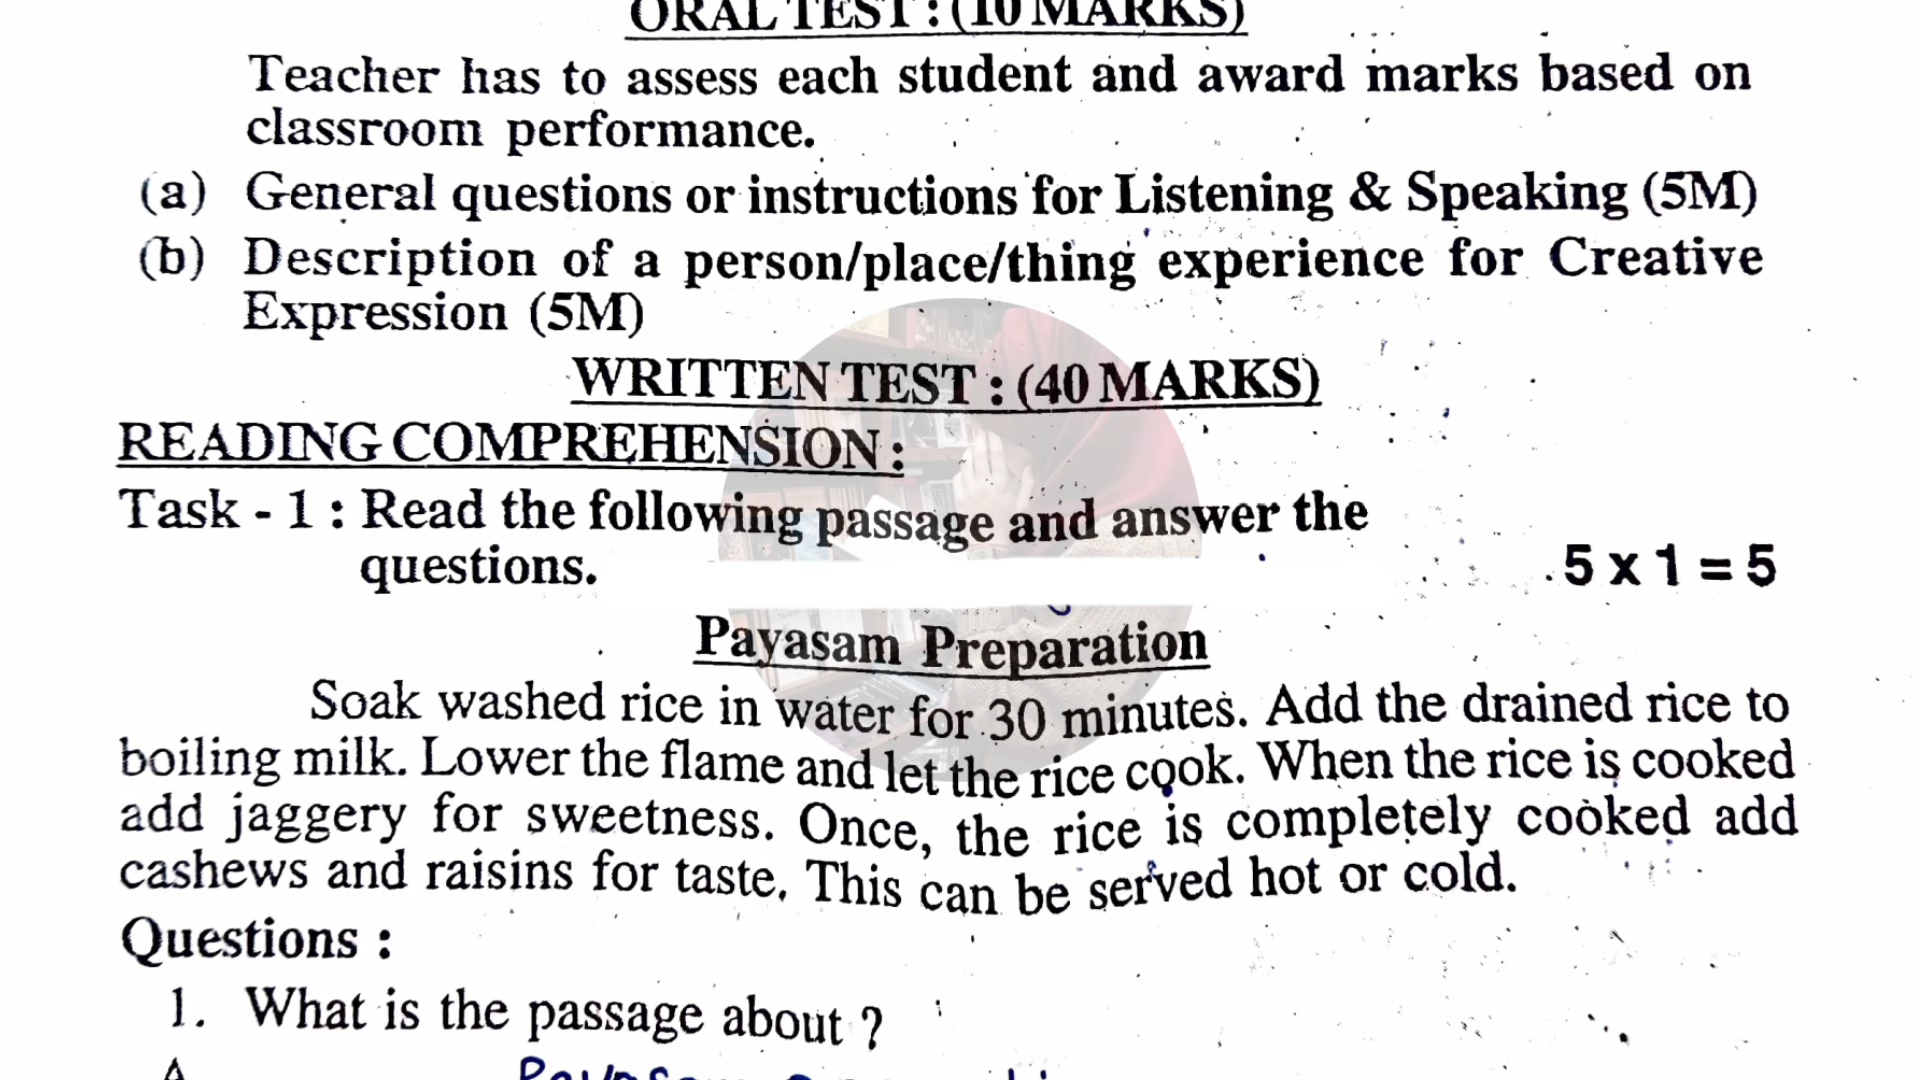 ORAL TEST : (10 MARKS)
Teacher has to assess each student and award marks based on
classroom performance.
(a) General questions or instructions for Listening & Speaking (5M)
(b) Description of a person/place/thing experience for Creative
Expression (5M)
WRITTEN TEST : (40 MARKS)
READING COMPREHENSION :
Task - 1 : Read the following passage and answer the
questions. 5 x 1 = 5
Payasam Preparation
Soak washed rice in water for 30 minutes. Add the drained rice to
boiling milk. Lower the flame and let the rice cook. When the rice is cooked
add jaggery for sweetness. Once, the rice is completely cooked add
cashews and raisins for taste. This can be served hot or cold.
Questions :
1. What is the passage about ?